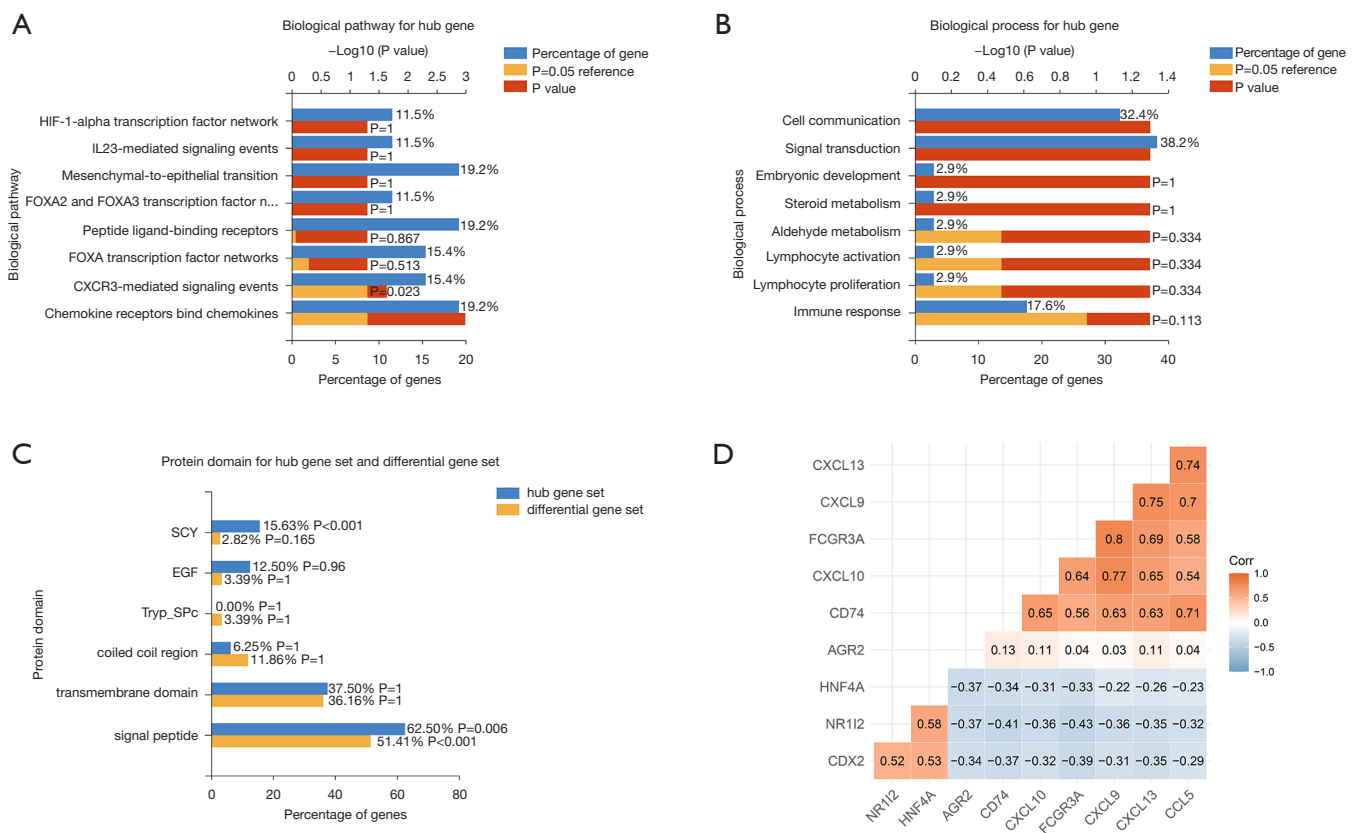 A
Biological pathway for hub gene
−Log10 (P value)
0 0.5 1 1.5 2 2.5 3
Percentage of gene
P=0.05 reference
P value
Biological pathway
HIF-1-alpha transcription factor network 11.5%
P=1
IL23-mediated signaling events 11.5%
P=1
Mesenchymal-to-epithelial transition 19.2%
P=1
FOXA2 and FOXA3 transcription factor n... 11.5%
P=1
Peptide ligand-binding receptors 19.2%
P=0.867
FOXA transcription factor networks 15.4%
P=0.513
CXCR3-mediated signaling events 15.4%
P=0.023
Chemokine receptors bind chemokines 19.2%
0 5 10 15 20
Percentage of genes
B
Biological process for hub gene
−Log10 (P value)
0 0.2 0.4 0.6 0.8 1 1.2 1.4
Percentage of gene
P=0.05 reference
P value
Biological process
Cell communication 32.4%
Signal transduction 38.2%
Embryonic development 2.9%
P=1
Steroid metabolism 2.9%
P=1
Aldehyde metabolism 2.9%
P=0.334
Lymphocyte activation 2.9%
P=0.334
Lymphocyte proliferation 2.9%
P=0.334
Immune response 17.6%
P=0.113
0 10 20 30 40
Percentage of genes
C
Protein domain for hub gene set and differential gene set
hub gene set
differential gene set
Protein domain
SCY 15.63% P<0.001
2.82% P=0.165
EGF 12.50% P=0.96
3.39% P=1
Tryp_SPc 0.00% P=1
3.39% P=1
coiled coil region 6.25% P=1
11.86% P=1
transmembrane domain 37.50% P=1
36.16% P=1
signal peptide 62.50% P=0.006
51.41% P<0.001
0 20 40 60 80
Percentage of genes
D
CXCL13 0.74
CXCL9 0.75 0.7
FCGR3A 0.8 0.69 0.58
CXCL10 0.64 0.77 0.65 0.54
CD74 0.65 0.56 0.63 0.63 0.71
AGR2 0.13 0.11 0.04 0.03 0.11 0.04
HNF4A −0.37 −0.34 −0.31 −0.33 −0.22 −0.26 −0.23
NR1I2 0.58 −0.37 −0.41 −0.36 −0.43 −0.36 −0.35 −0.32
CDX2 0.52 0.53 −0.34 −0.37 −0.32 −0.39 −0.31 −0.35 −0.29
NR1I2 HNF4A AGR2 CD74 CXCL10 FCGR3A CXCL9 CXCL13 CCL5
Corr
1.0
0.5
0.0
−0.5
−1.0